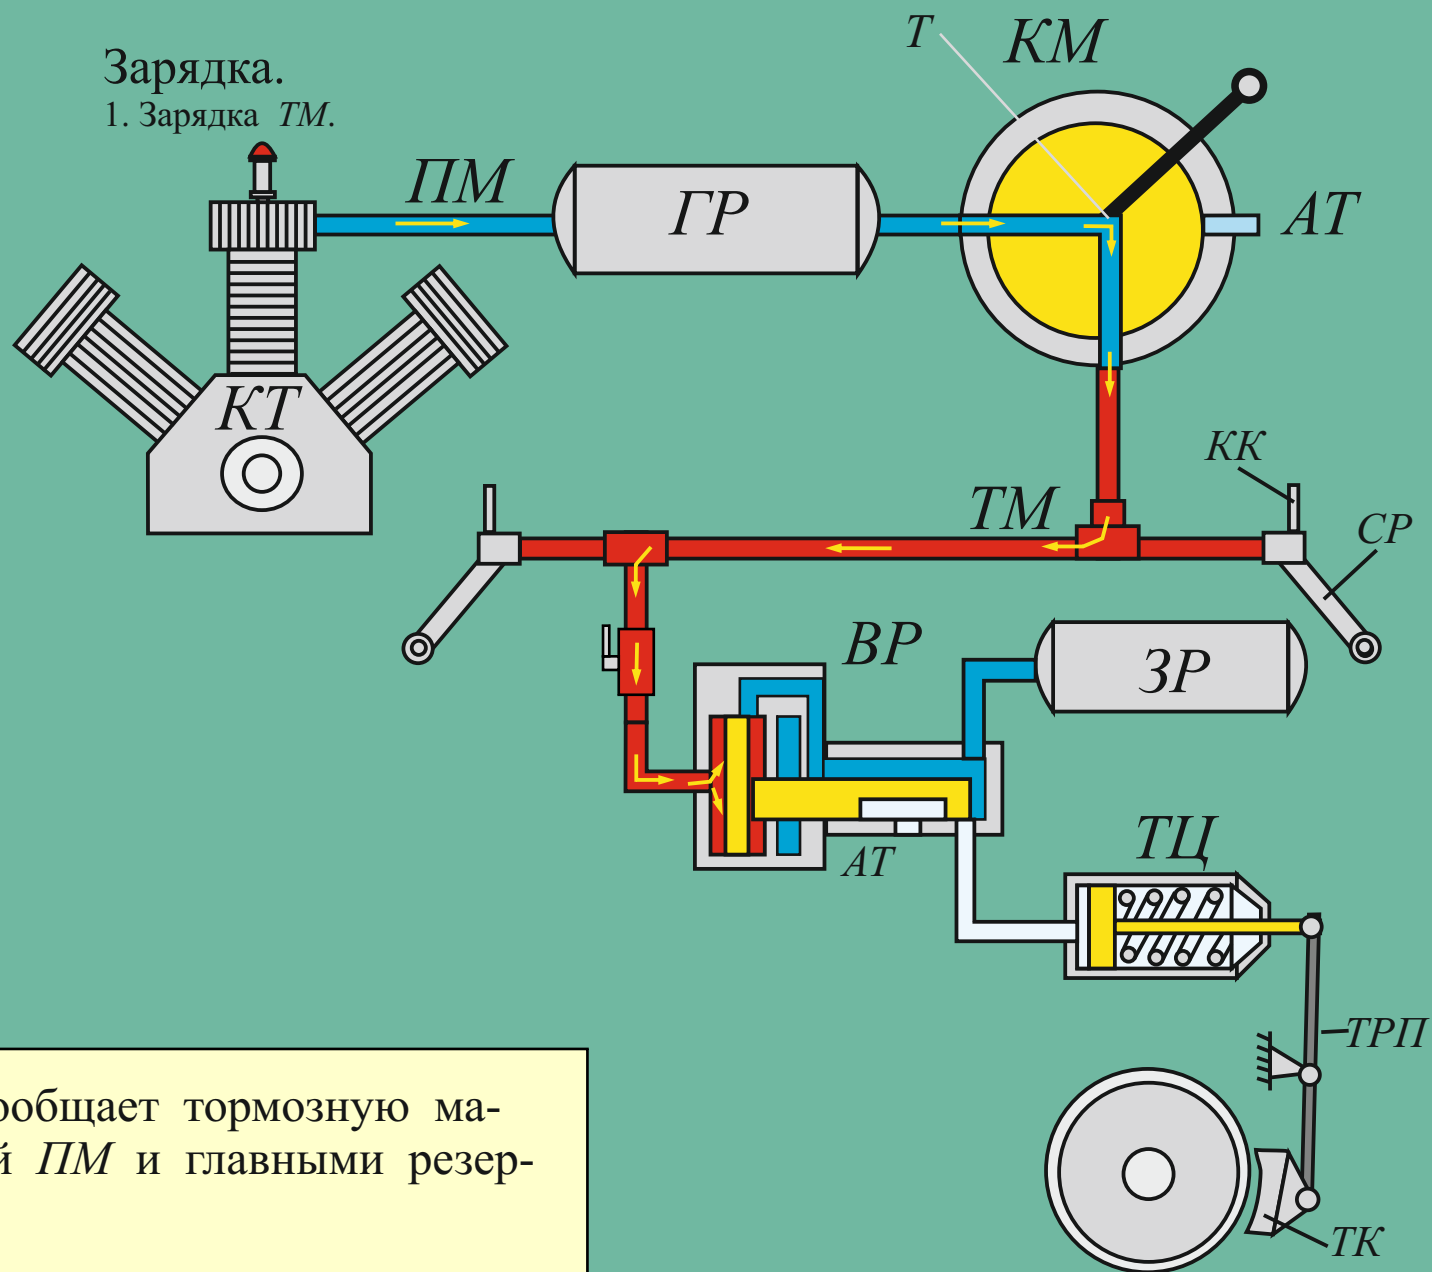 Зарядка.
1. Зарядка ТМ.
Т
КМ
ПМ
ГР
АТ
КТ
КК
ТМ
СР
ВР
ЗР
АТ
ТЦ
ТРП
ТК
ообщает тормозную ма-
й ПМ и главными резер-